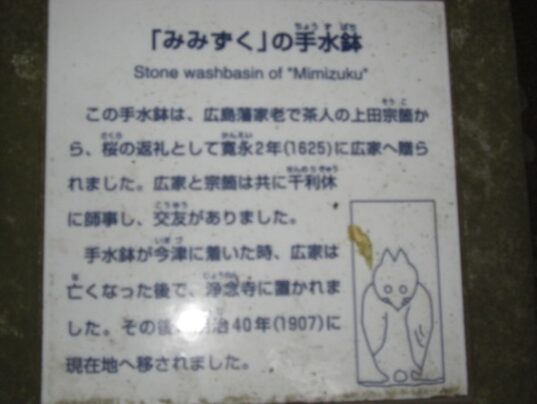 「みみずく」の手水鉢
Stone washbasin of "Mimizuku"
この手水鉢は、広島藩家老で茶人の上田宗箇か
ら、桜の返礼として寛永2年(1625)に広家へ贈ら
れました。広家と宗箇は共に千利休
に師事し、交友がありました。
手水鉢が今津に着いた時、広家は
亡くなった後で、浄念寺に置かれま
した。その後 治40年(1907)に
現在地へ移されました。